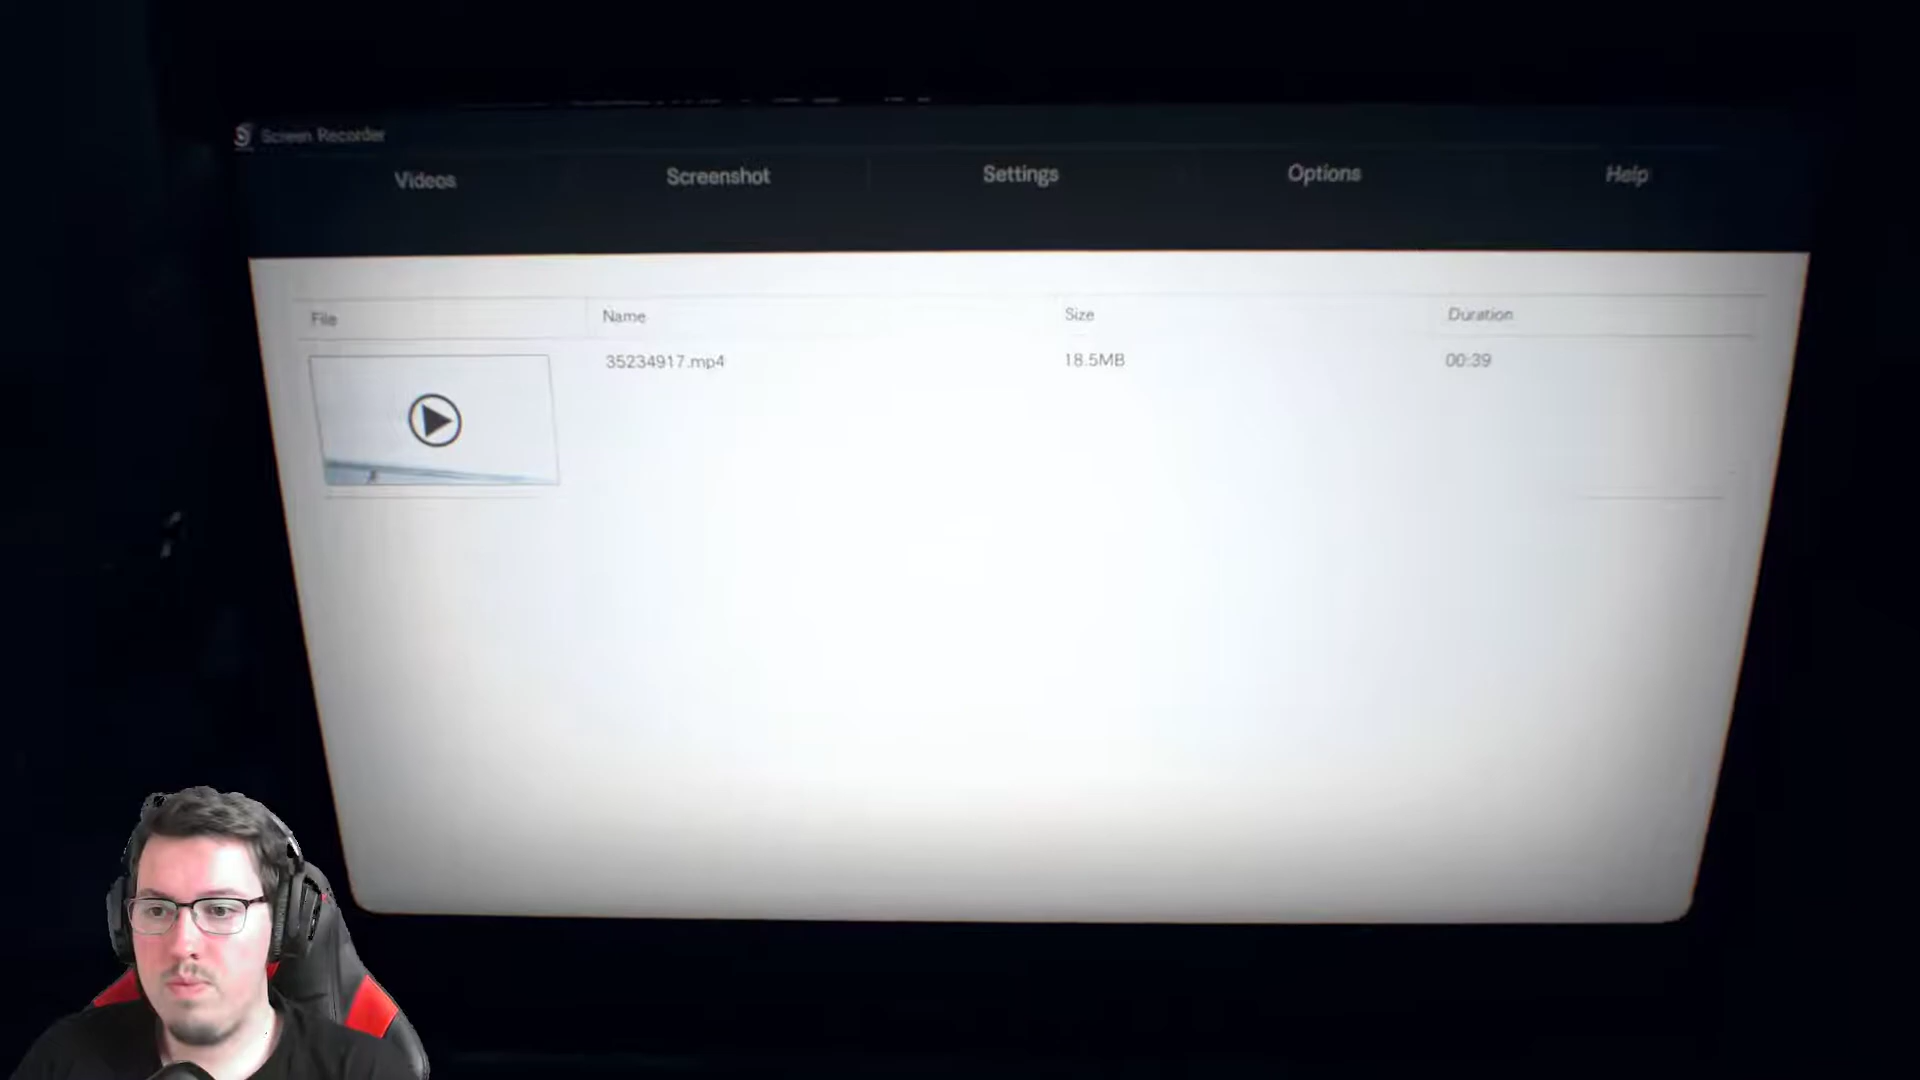 Screen Recorder
Videos Screenshot Settings Options Help
File Name Size Duration
35234917.mp4 18.5MB 00:39